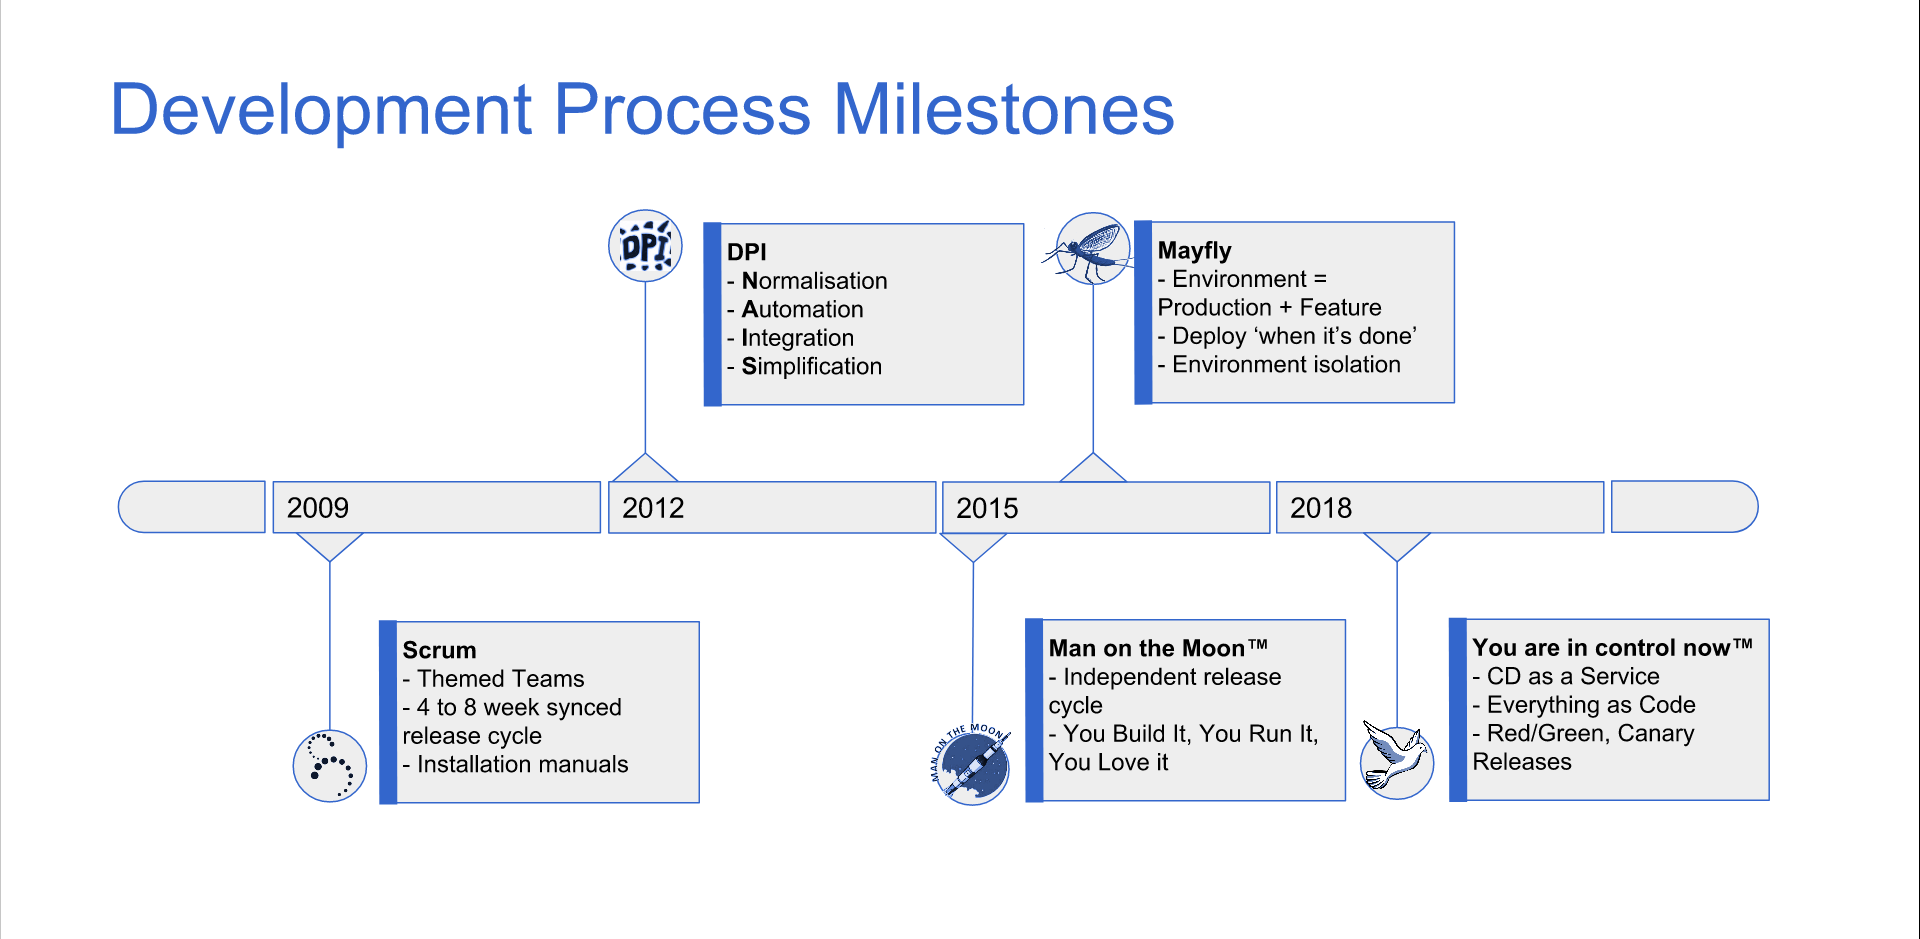 Development Process Milestones
DPI
DPI
- Normalisation
- Automation
- Integration
- Simplification
Mayfly
- Environment =
Production + Feature
- Deploy ‘when it’s done’
- Environment isolation
2009
2012
2015
2018
Scrum
- Themed Teams
- 4 to 8 week synced
release cycle
- Installation manuals
MAN ON THE MOON
Man on the Moon™
- Independent release
cycle
- You Build It, You Run It,
You Love it
You are in control now™
- CD as a Service
- Everything as Code
- Red/Green, Canary
Releases